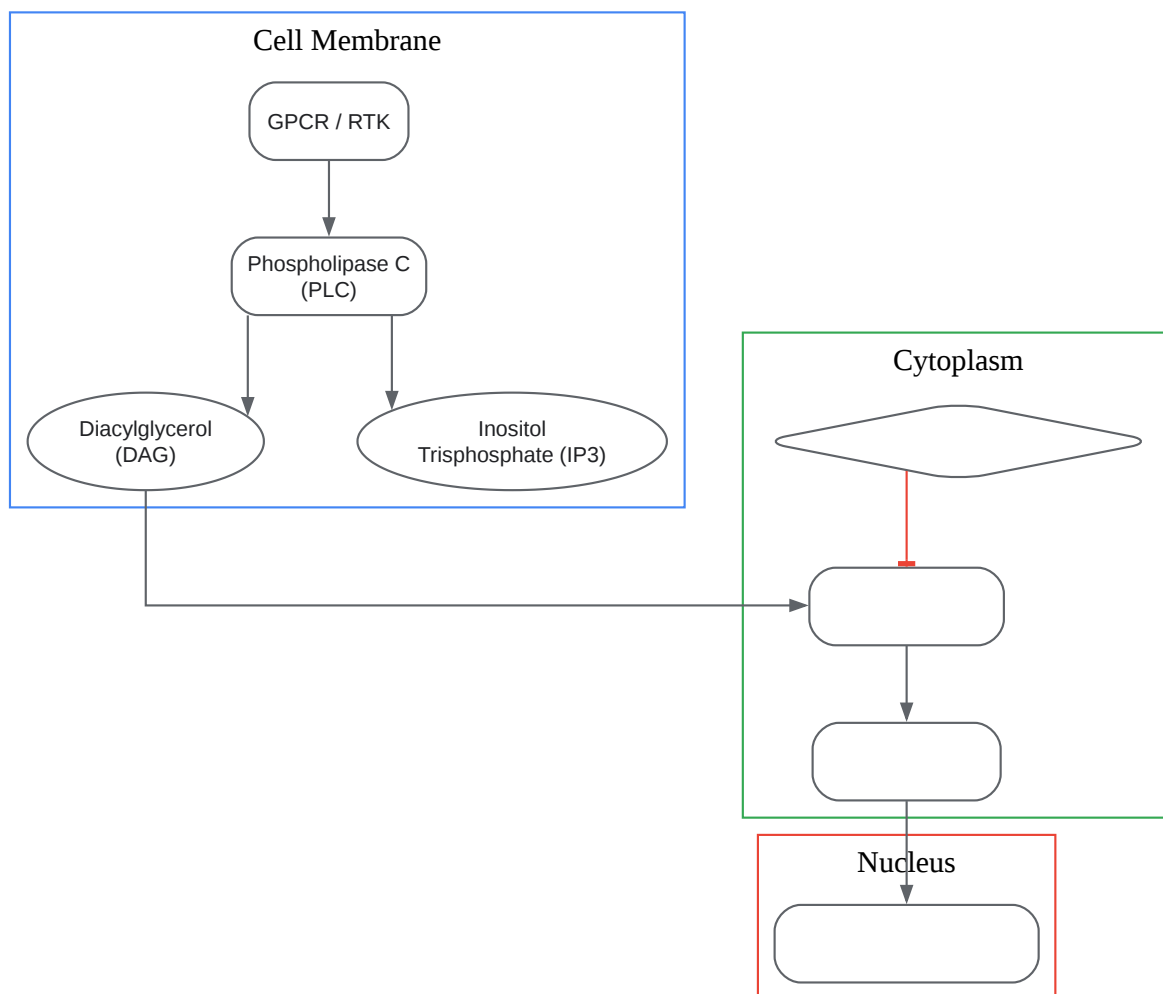 Cell Membrane
GPCR / RTK
Phospholipase C
(PLC)
Diacylglycerol
(DAG)
Inositol
Trisphosphate (IP3)
Cytoplasm
Nucleus